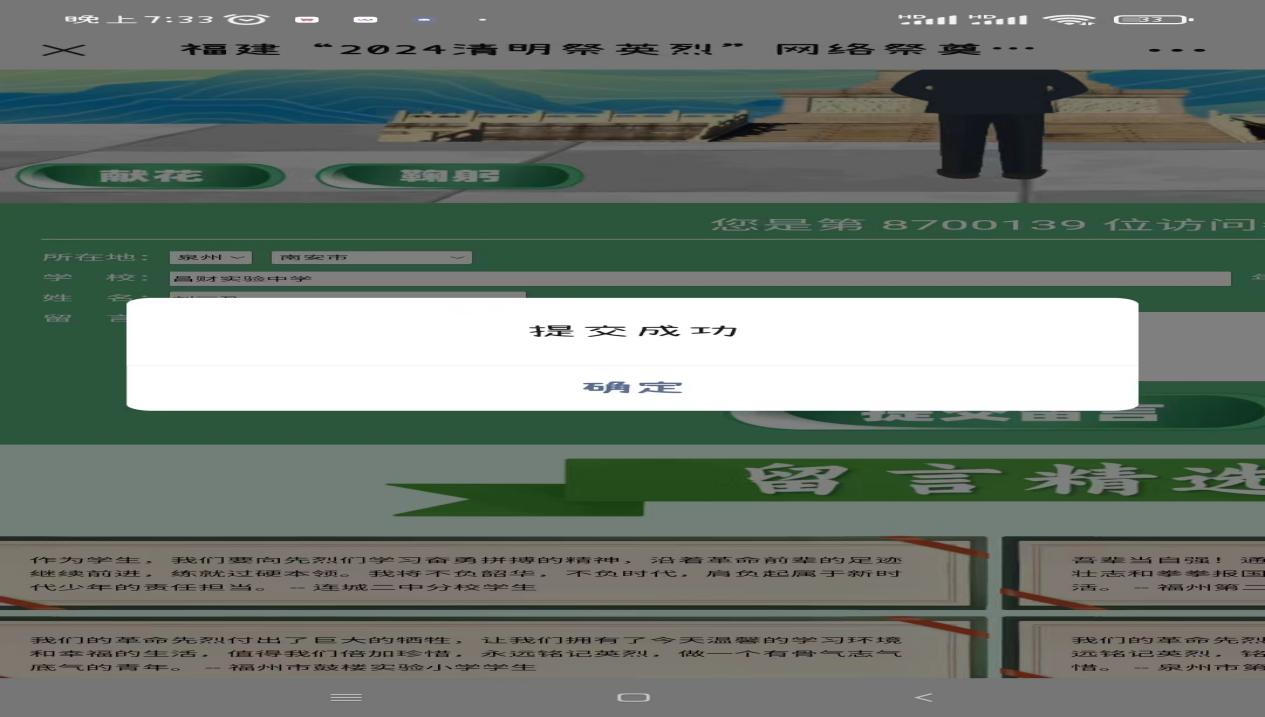 晚上7:33
HD HD 33
福建“2024清明祭英烈”网络祭奠…
献花 鞠躬
您是第 8700139 位访问
所在地： 泉州 南安市
学 校： 昌财实验中学
姓 名：
留 言
提交成功
确定
提交留言
留言精选
作为学生，我们要向先烈们学习奋勇拼搏的精神，沿着革命前辈的足迹
继续前进，练就过硬本领。我将不负韶华，不负时代，肩负起属于新时
代少年的责任担当。--连城二中分校学生
吾辈当自强！通
壮志和拳拳报国
活。--福州第二
我们的革命先烈付出了巨大的牺牲，让我们拥有了今天温馨的学习环境
和幸福的生活，值得我们倍加珍惜，永远铭记英烈，做一个有骨气志气
底气的青年。--福州市鼓楼实验小学学生
我们的革命先烈
远铭记英烈，铭
惜。--泉州市第